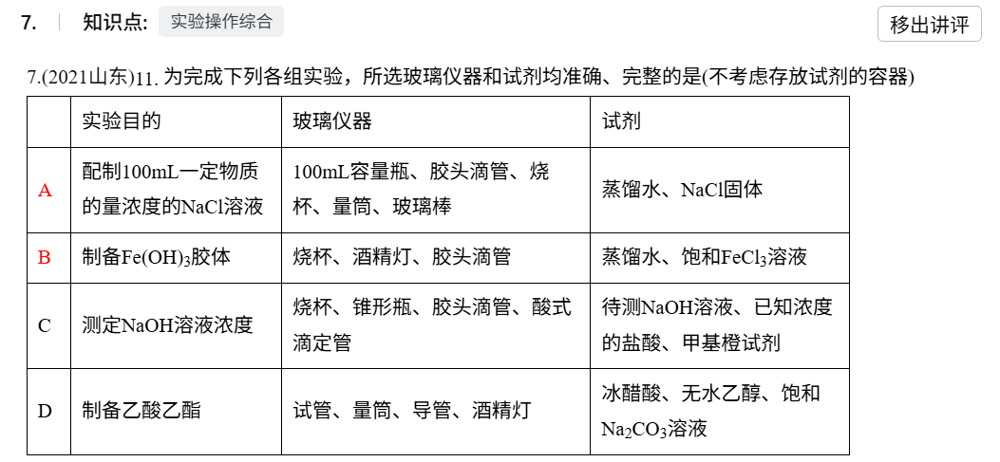 7. 知识点: 实验操作综合 移出讲评
7.(2021山东)11. 为完成下列各组实验，所选玻璃仪器和试剂均准确、完整的是(不考虑存放试剂的容器)
实验目的 玻璃仪器 试剂
A 配制100mL一定物质的量浓度的NaCl溶液 100mL容量瓶、胶头滴管、烧杯、量筒、玻璃棒 蒸馏水、NaCl固体
B 制备Fe(OH)₃胶体 烧杯、酒精灯、胶头滴管 蒸馏水、饱和FeCl₃溶液
C 测定NaOH溶液浓度 烧杯、锥形瓶、胶头滴管、酸式滴定管 待测NaOH溶液、已知浓度的盐酸、甲基橙试剂
D 制备乙酸乙酯 试管、量筒、导管、酒精灯 冰醋酸、无水乙醇、饱和Na₂CO₃溶液